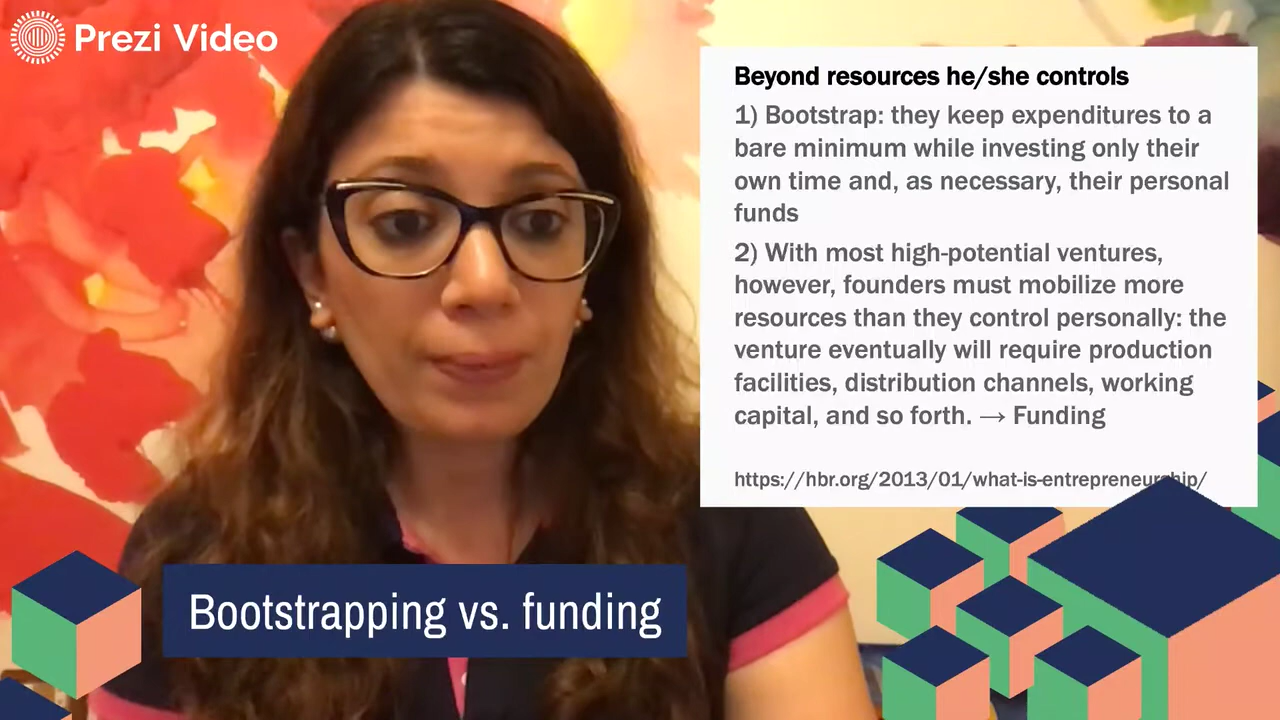 Prezi Video
Beyond resources he/she controls
1) Bootstrap: they keep expenditures to a
bare minimum while investing only their
own time and, as necessary, their personal
funds
2) With most high-potential ventures,
however, founders must mobilize more
resources than they control personally: the
venture eventually will require production
facilities, distribution channels, working
capital, and so forth. → Funding
https://hbr.org/2013/01/what-is-entrepreneurship/
Bootstrapping vs. funding